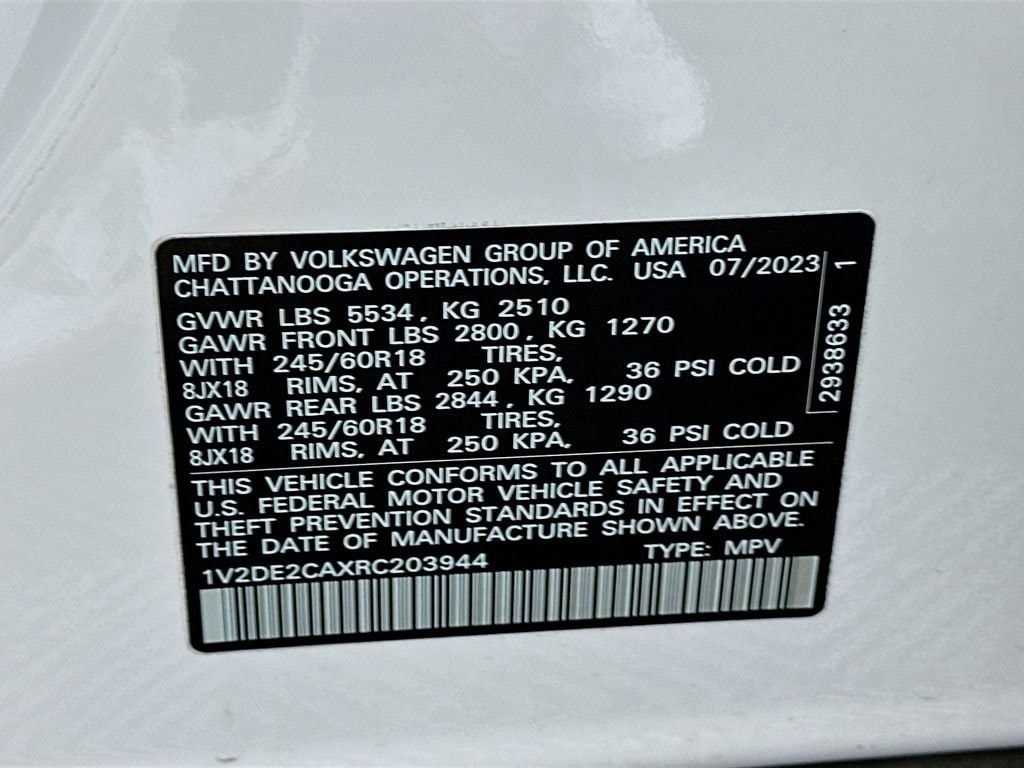 MFD BY VOLKSWAGEN GROUP OF AMERICA
CHATTANOOGA OPERATIONS, LLC. USA 07/2023
GVWR LBS 5534, KG 2510
GAWR FRONT LBS 2800, KG 1270
WITH 245/60R18 TIRES,
8JX18 RIMS, AT 250 KPA, 36 PSI COLD
GAWR REAR LBS 2844, KG 1290
WITH 245/60R18 TIRES,
8JX18 RIMS, AT 250 KPA, 36 PSI COLD
2938633 1
THIS VEHICLE CONFORMS TO ALL APPLICABLE
U.S. FEDERAL MOTOR VEHICLE SAFETY AND
THEFT PREVENTION STANDARDS IN EFFECT ON
THE DATE OF MANUFACTURE SHOWN ABOVE.
1V2DE2CAXRC203944 TYPE: MPV